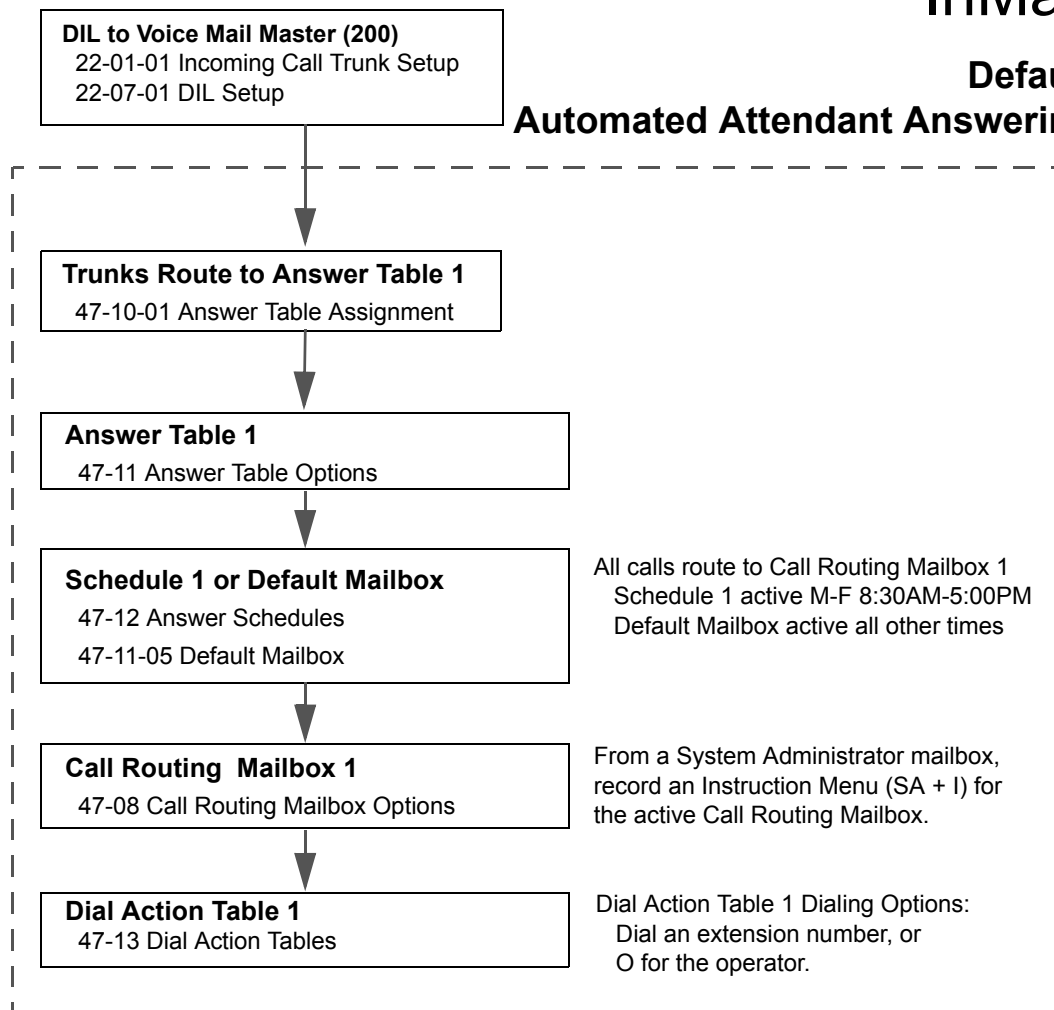 DIL to Voice Mail Master (200)
22-01-01 Incoming Call Trunk Setup
22-07-01 DIL Setup
Automated Attendant
Trunks Route to Answer Table 1
47-10-01 Answer Table Assignment
Answer Table 1
47-11 Answer Table Options
Schedule 1 or Default Mailbox
47-12 Answer Schedules
47-11-05 Default Mailbox
All calls route to Call Routing Mailbox 1
Schedule 1 active M-F 8:30AM-5:00PM
Default Mailbox active all other times
Call Routing Mailbox 1
47-08 Call Routing Mailbox Options
From a System Administrator mailbox,
record an Instruction Menu (SA + I) for
the active Call Routing Mailbox.
Dial Action Table 1
47-13 Dial Action Tables
Dial Action Table 1 Dialing Options:
Dial an extension number, or
O for the operator.